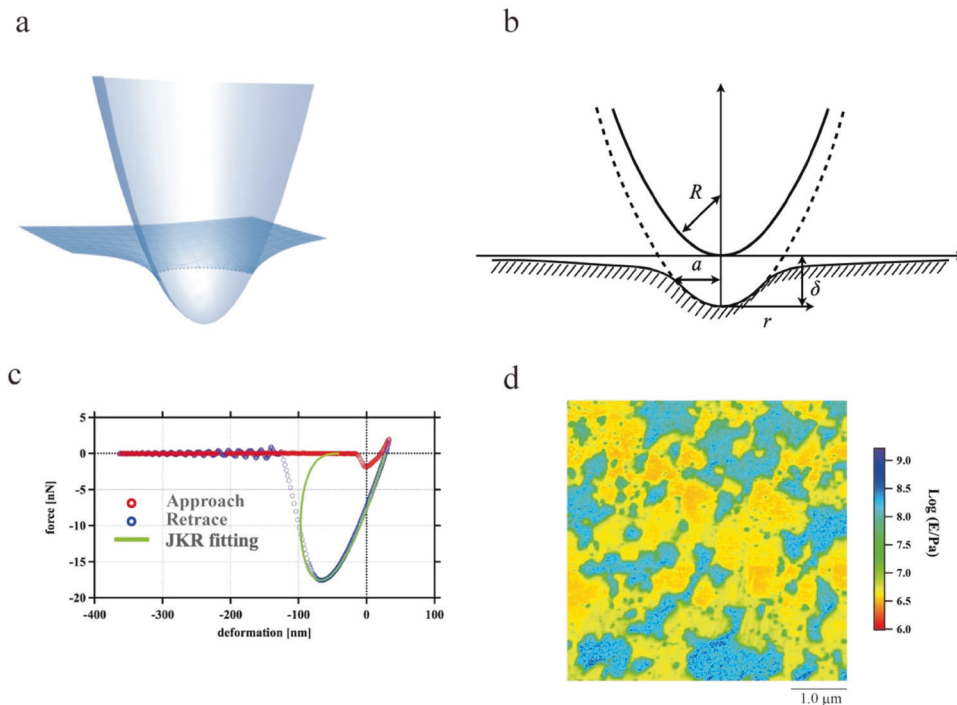 a
b
R
a
δ
r
c
5
0
-5
-10
-15
-20
force [nN]
Approach
Retrace
JKR fitting
-400
-300
-200
-100
0
100
deformation [nm]
d
9.0
8.5
8.0
7.5
7.0
6.5
6.0
Log (E/Pa)
1.0 μm